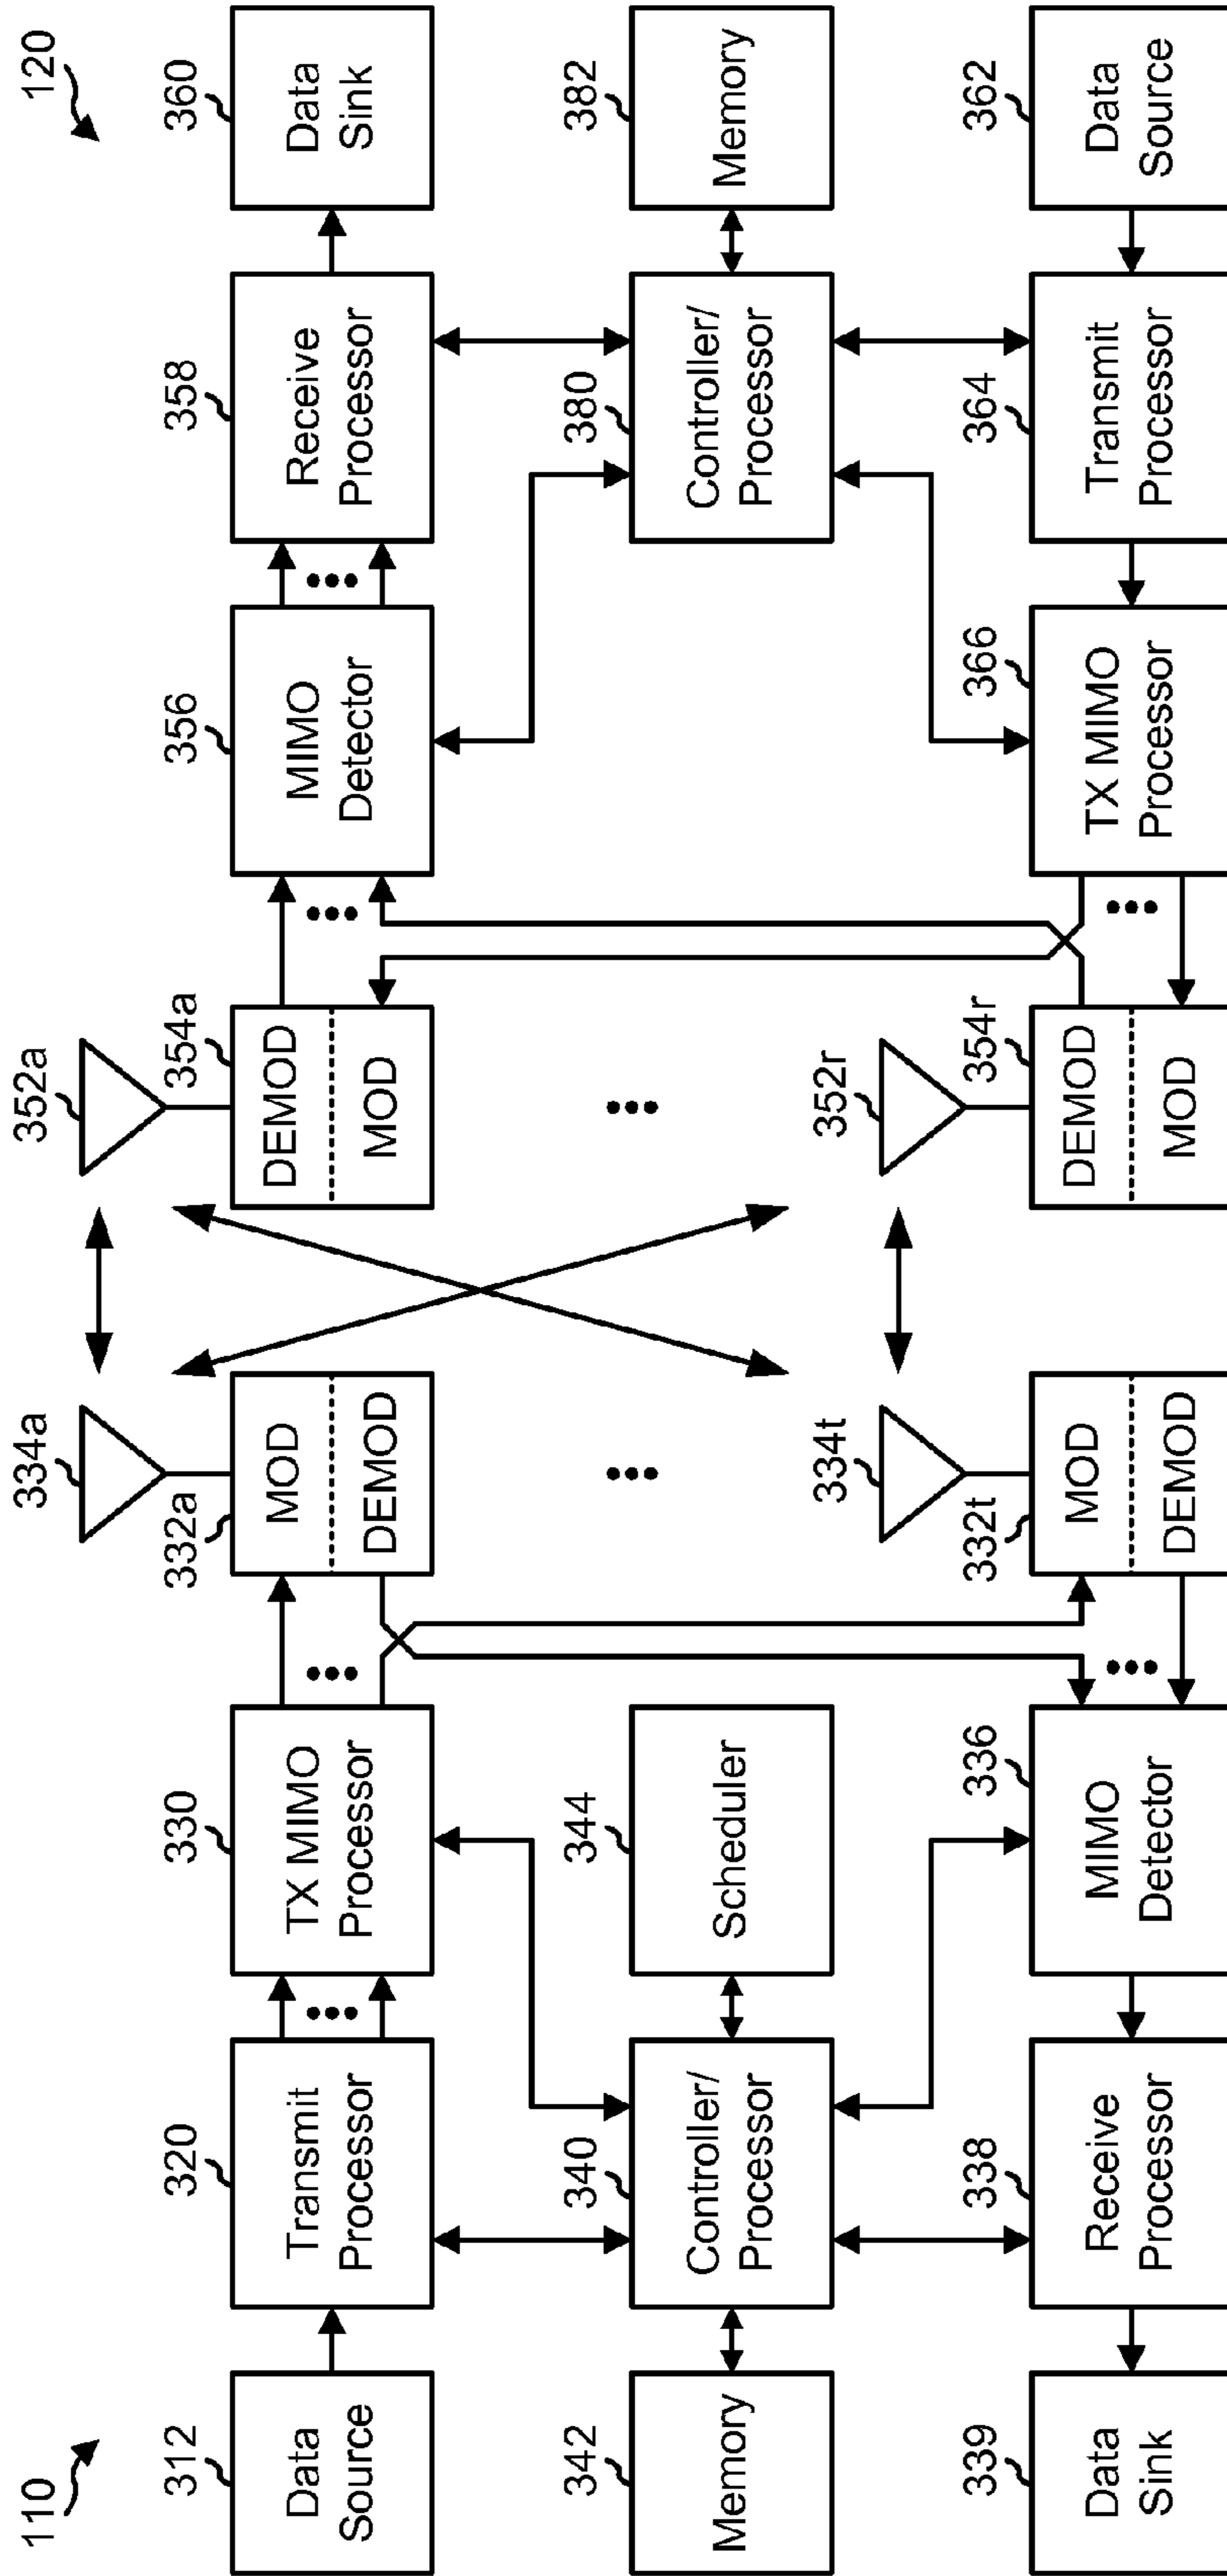 110
120
334a
352a
312
320
330
332a
354a
356
358
360
Data
Source
Transmit
Processor
TX MIMO
Processor
MOD
DEMOD
DEMOD
MOD
MIMO
Detector
Receive
Processor
Data
Sink
342
340
344
380
382
Memory
Controller/
Processor
Scheduler
Controller/
Processor
Memory
334t
352r
339
338
336
332t
354r
366
364
362
Data
Sink
Receive
Processor
MIMO
Detector
MOD
DEMOD
DEMOD
MOD
TX MIMO
Processor
Transmit
Processor
Data
Source